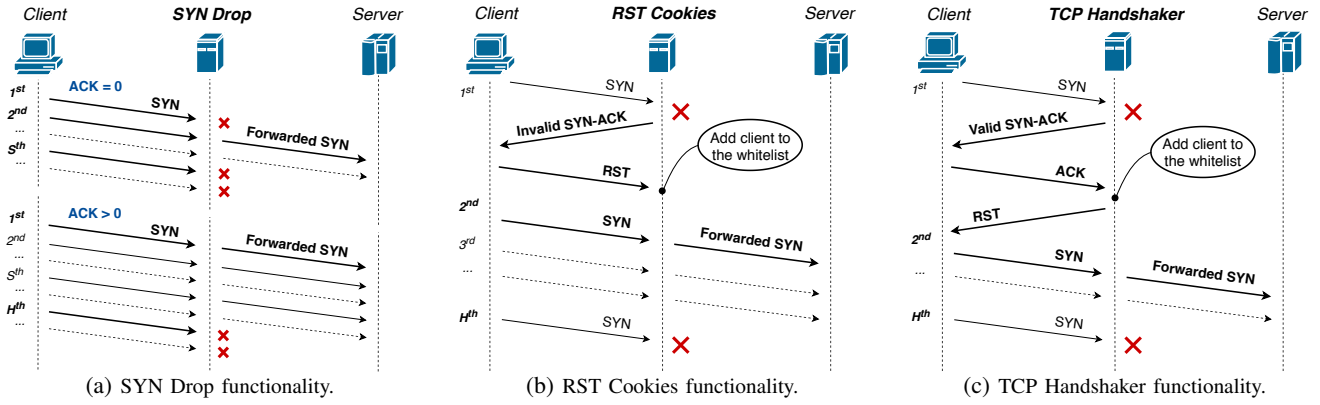 Client SYN Drop Server
1st ACK = 0
SYN
2nd
...
Forwarded SYN
Sth
...
1st ACK > 0
SYN
2nd
Forwarded SYN
...
Sth
...
Hth
...
(a) SYN Drop functionality.
Client RST Cookies Server
1st SYN
Invalid SYN-ACK
Add client to
the whitelist
RST
2nd
SYN
3rd
Forwarded SYN
...
Hth SYN
(b) RST Cookies functionality.
Client TCP Handshaker Server
1st SYN
Valid SYN-ACK
Add client to
the whitelist
ACK
RST
2nd
SYN
...
Forwarded SYN
Hth SYN
(c) TCP Handshaker functionality.